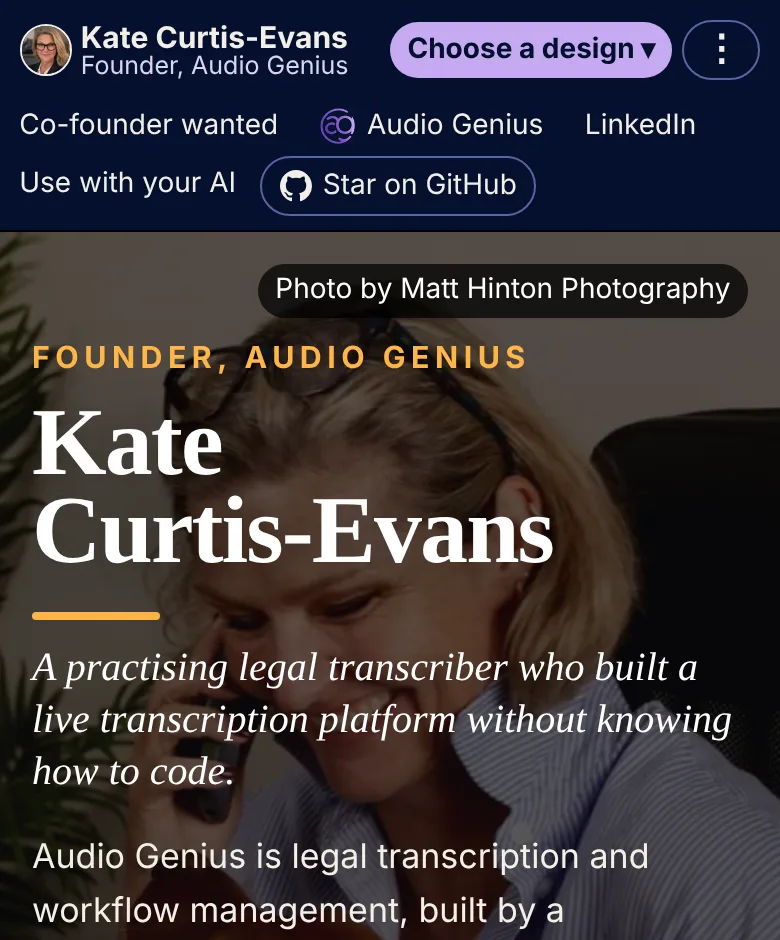 Kate Curtis-Evans
Founder, Audio Genius
Choose a design ▾
⋮
Co-founder wanted
Audio Genius
LinkedIn
Use with your AI
Star on GitHub
Photo by Matt Hinton Photography
FOUNDER, AUDIO GENIUS
Kate
Curtis-Evans
A practising legal transcriber who built a
live transcription platform without knowing
how to code.
Audio Genius is legal transcription and
workflow management, built by a